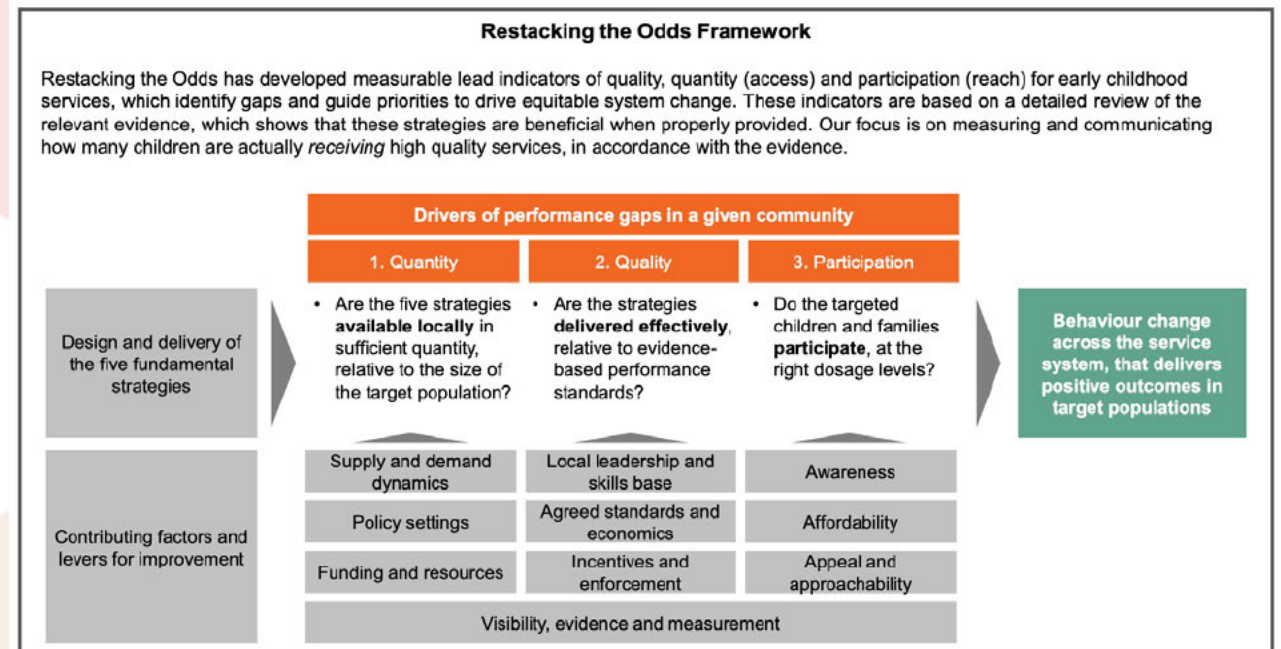 Restacking the Odds Framework
Restacking the Odds has developed measurable lead indicators of quality, quantity (access) and participation (reach) for early childhood
services, which identify gaps and guide priorities to drive equitable system change. These indicators are based on a detailed review of the
relevant evidence, which shows that these strategies are beneficial when properly provided. Our focus is on measuring and communicating
how many children are actually receiving high quality services, in accordance with the evidence.
Drivers of performance gaps in a given community
1. Quantity
2. Quality
3. Participation
Design and delivery of
the five fundamental
strategies
• Are the five strategies
available locally in
sufficient quantity,
relative to the size of
the target population?
• Are the strategies
delivered effectively,
relative to evidence-
based performance
standards?
• Do the targeted
children and families
participate, at the
right dosage levels?
Behaviour change
across the service
system, that delivers
positive outcomes in
target populations
Contributing factors and
levers for improvement
Supply and demand
dynamics
Local leadership and
skills base
Awareness
Policy settings
Agreed standards and
economics
Affordability
Funding and resources
Incentives and
enforcement
Appeal and
approachability
Visibility, evidence and measurement